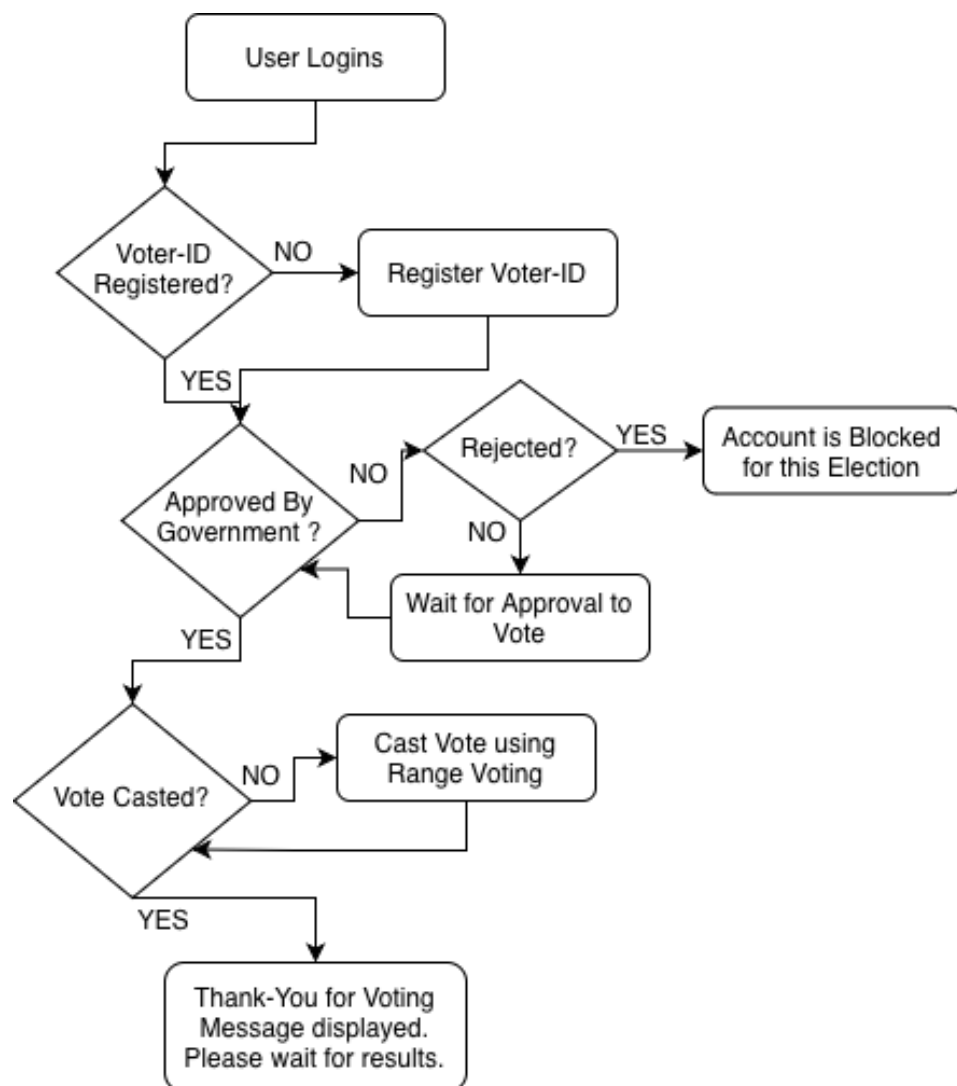 User Logins
Voter-ID
Registered?
NO
Register Voter-ID
YES
Approved By
Government ?
NO
Rejected?
YES
Account is Blocked
for this Election
NO
Wait for Approval to
Vote
YES
Vote Casted?
NO
Cast Vote using
Range Voting
YES
Thank-You for Voting
Message displayed.
Please wait for results.